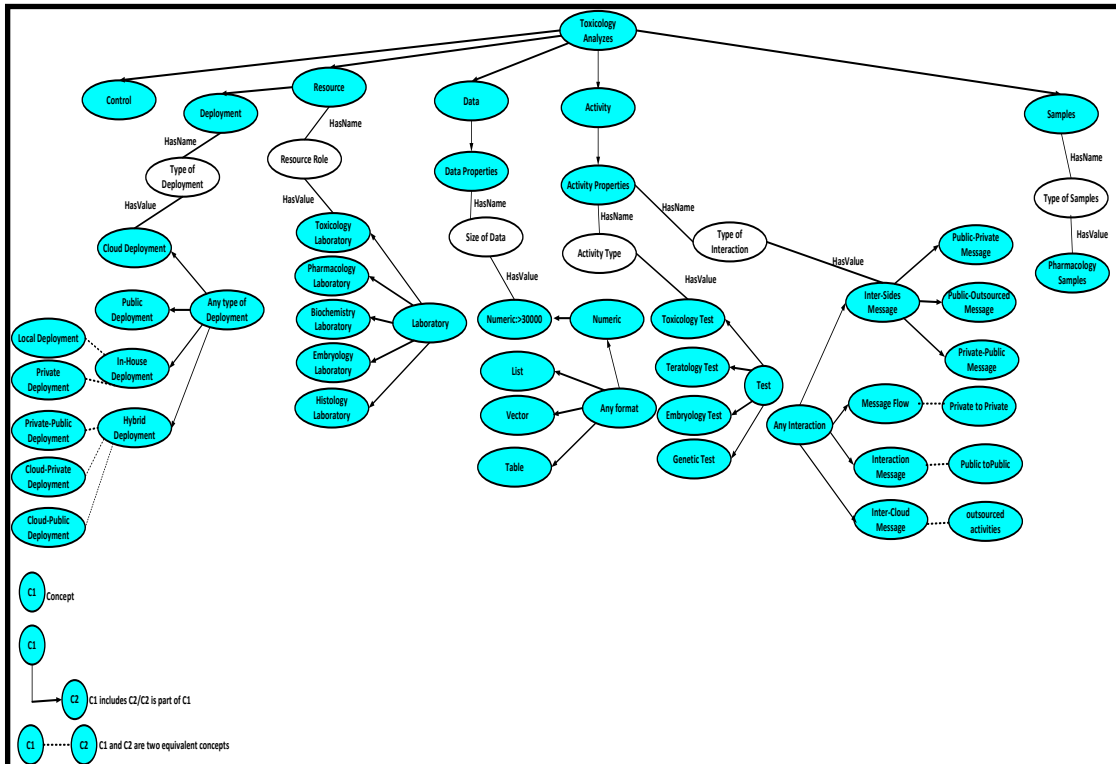 Toxicology
Analyzes
Control
Resource
Data
Activity
Samples
Deployment
HasName
HasName
HasName
Type of
Deployment
Resource Role
Data Properties
Activity Properties
Type of Samples
HasValue
HasValue
HasName
HasName
HasName
HasValue
Cloud Deployment
Toxicology
Laboratory
Size of Data
Activity Type
Type of
Interaction
Public-Private
Message
HasValue
HasValue
HasValue
Pharmacology
Samples
Pharmacology
Laboratory
Public
Deployment
Any type of
Deployment
Inter-Sides
Message
Public-Outsourced
Message
Biochemistry
Laboratory
Laboratory
Numeric:>30000
Numeric
Toxicology Test
Local Deployment
In-House
Deployment
Embryology
Laboratory
Private-Public
Message
Private
Deployment
List
Teratology Test
Test
Histology
Laboratory
Message Flow
Private to Private
Private-Public
Deployment
Hybrid
Deployment
Vector
Any format
Embryology Test
Any Interaction
Cloud-Private
Deployment
Table
Genetic Test
Interaction
Message
Public toPublic
Cloud-Public
Deployment
Inter-Cloud
Message
outsourced
activities
C1
Concept
C1
C2
C1 includes C2/C2 is part of C1
C1
C2
C1 and C2 are two equivalent concepts